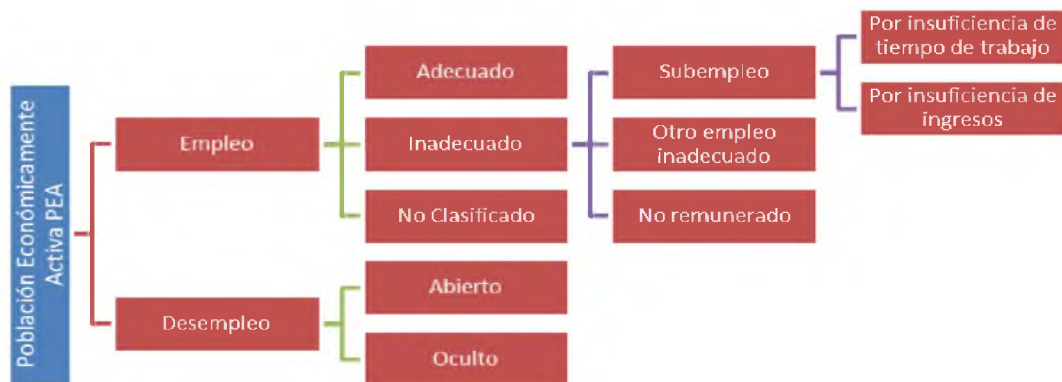 Población Económicamente
Activa PEA
Empleo
Desempleo
Adecuado
Inadecuado
No Clasificado
Abierto
Oculto
Subempleo
Otro empleo
inadecuado
No remunerado
Por insuficiencia de
tiempo de trabajo
Por insuficiencia de
ingresos